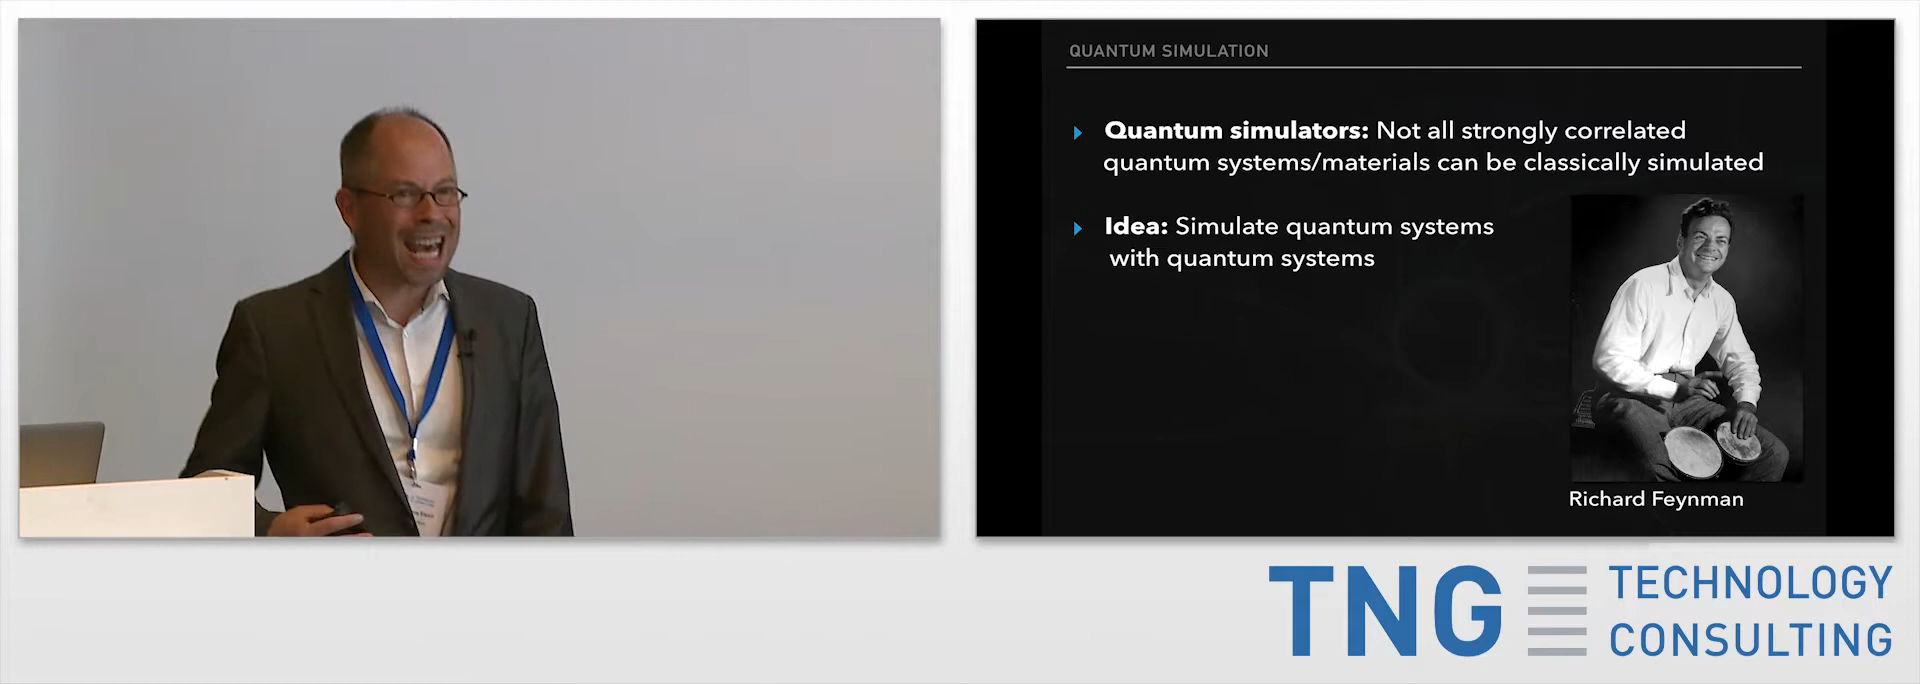 QUANTUM SIMULATION
Quantum simulators: Not all strongly correlated
quantum systems/materials can be classically simulated
Idea: Simulate quantum systems
with quantum systems
Richard Feynman
TNG
TECHNOLOGY
CONSULTING